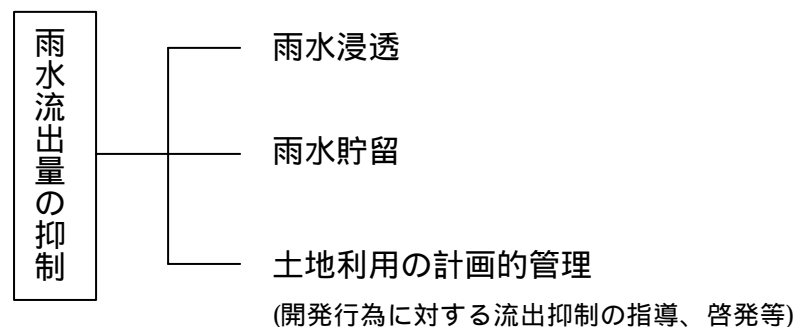 雨水流出量の抑制
雨水浸透
雨水貯留
土地利用の計画的管理
(開発行為に対する流出抑制の指導、啓発等)